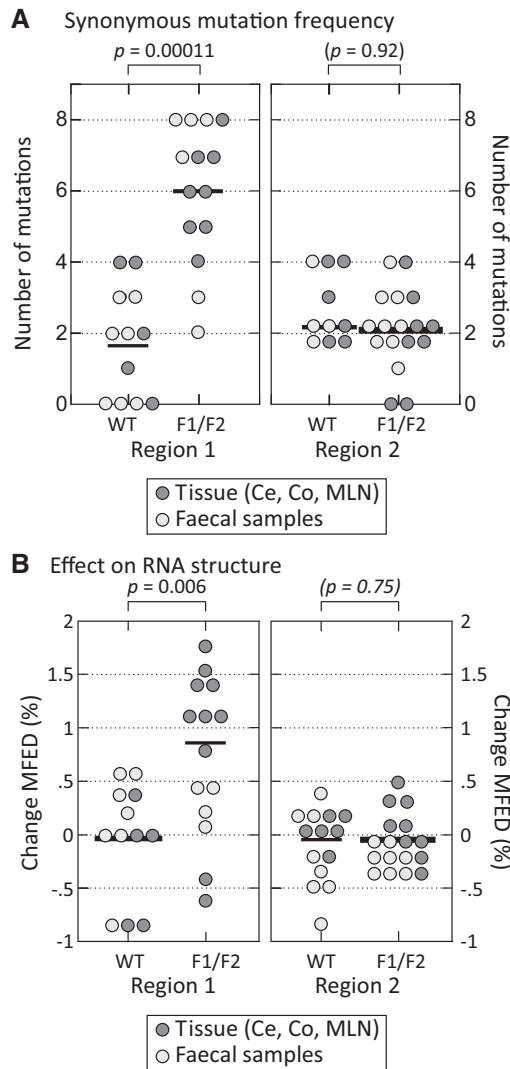 A Synonymous mutation frequency
p = 0.00011 (p = 0.92)
Number of mutations
8 8
6 6
4 4
2 2
0 0
Number of mutations
WT F1/F2 WT F1/F2
Region 1 Region 2
Tissue (Ce, Co, MLN)
Faecal samples
B Effect on RNA structure
p = 0.006 (p = 0.75)
Change MFED (%)
2 2
1.5 1.5
1 1
.5 .5
0 0
-.5 -.5
-1 -1
Change MFED (%)
WT F1/F2 WT F1/F2
Region 1 Region 2
Tissue (Ce, Co, MLN)
Faecal samples